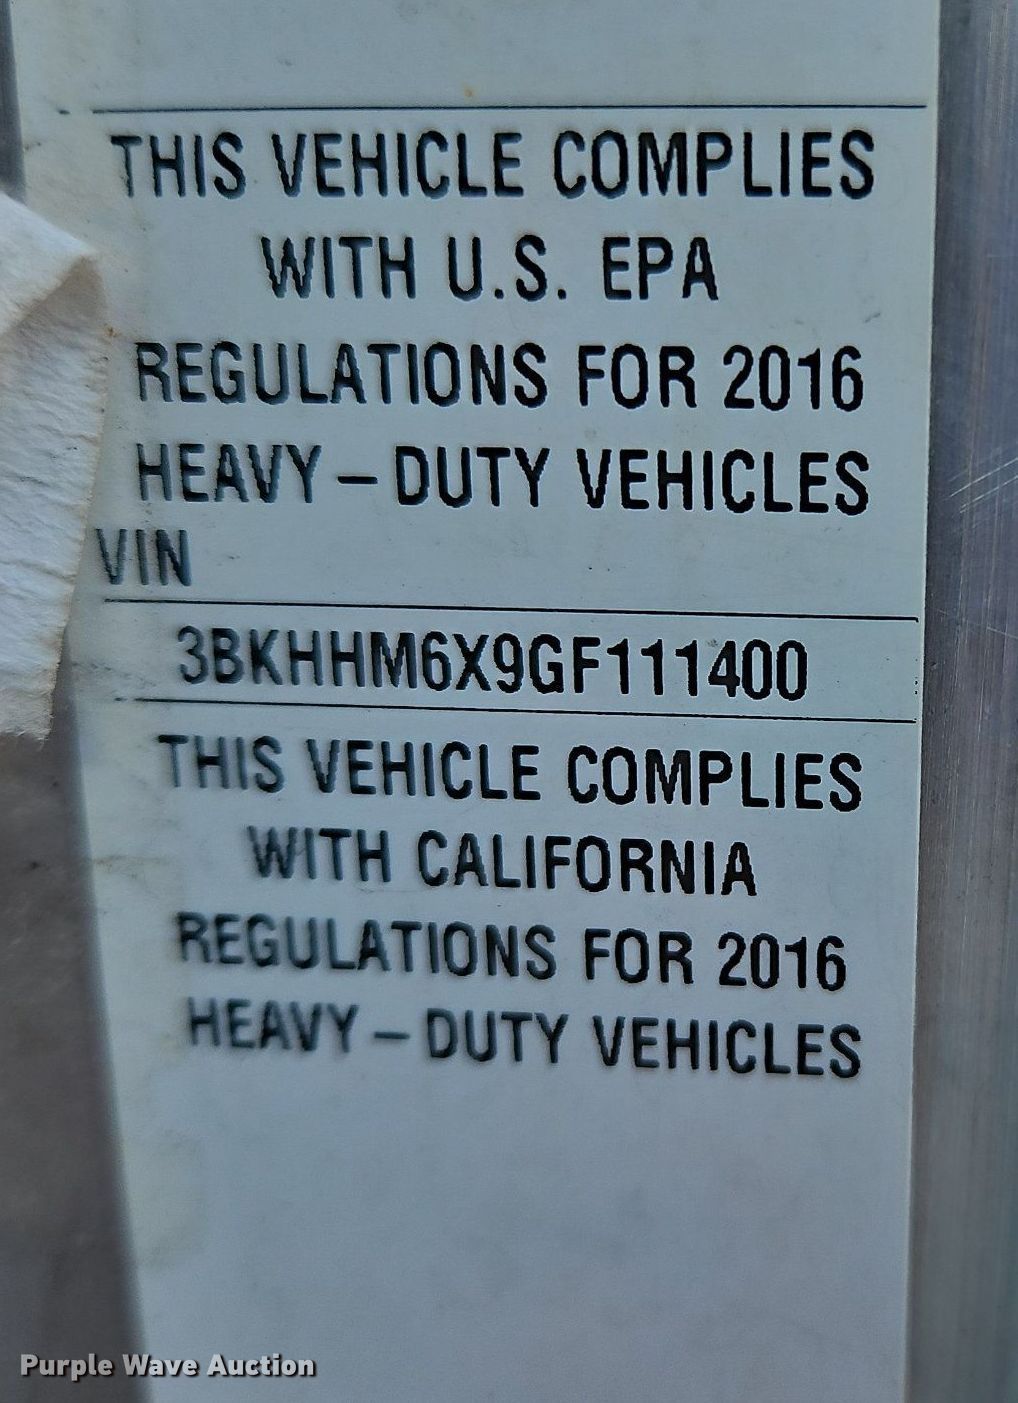 THIS VEHICLE COMPLIES
WITH U.S. EPA
REGULATIONS FOR 2016
HEAVY – DUTY VEHICLES
VIN
3BKHHM6X9GF111400
THIS VEHICLE COMPLIES
WITH CALIFORNIA
REGULATIONS FOR 2016
HEAVY – DUTY VEHICLES
Purple Wave Auction